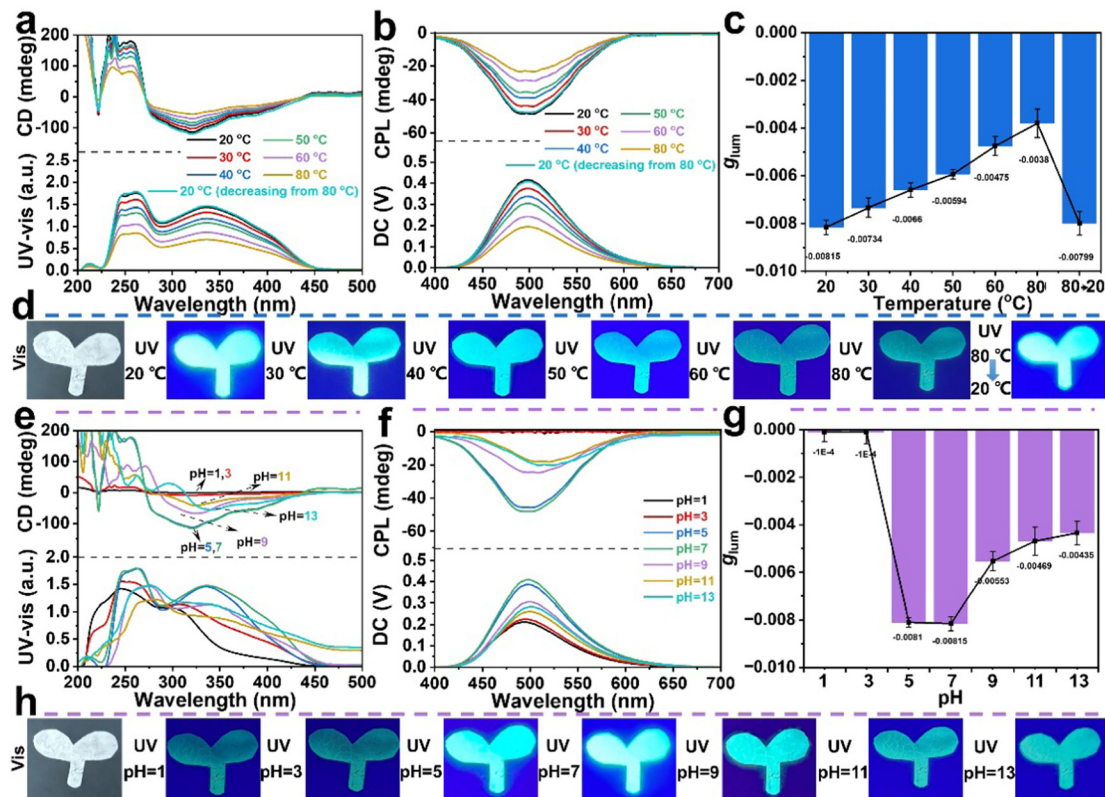 a
CD (mdeg)
200
100
0
-100
UV-vis (a.u.)
2.5
2.0
1.5
1.0
0.5
0.0
20 °C
30 °C
40 °C
50 °C
60 °C
80 °C
20 °C (decreasing from 80 °C)
200 250 300 350 400 450 500
Wavelength (nm)
b
CPL (mdeg)
0
-20
-40
-60
DC (V)
0.5
0.4
0.3
0.2
0.1
0.0
20 °C
30 °C
40 °C
50 °C
60 °C
80 °C
20 °C (decreasing from 80 °C)
400 450 500 550 600 650 700
Wavelength (nm)
c
glum
0.000
−0.002
−0.004
−0.006
−0.008
−0.010
-0.00815
-0.00734
-0.0066
-0.00594
-0.00475
-0.0038
-0.00799
20 30 40 50 60 80 80→20
Temperature (°C)
d
Vis
UV
20 °C
UV
30 °C
UV
40 °C
UV
50 °C
UV
60 °C
UV
80 °C
UV
80 °C
20 °C
e
CD (mdeg)
200
100
0
-100
pH=1,3
pH=11
pH=13
pH=9
pH=5,7
UV-vis (a.u.)
2.0
1.5
1.0
0.5
0.0
200 250 300 350 400 450 500
Wavelength (nm)
f
CPL (mdeg)
0
-20
-40
-60
DC (V)
0.5
0.4
0.3
0.2
0.1
0.0
pH=1
pH=3
pH=5
pH=7
pH=9
pH=11
pH=13
400 450 500 550 600 650 700
Wavelength (nm)
g
glum
0.000
−0.002
−0.004
−0.006
−0.008
−0.010
-1E-4
-1E-4
-0.0081
-0.00815
-0.00553
-0.00469
-0.00435
1 3 5 7 9 11 13
pH
h
Vis
UV
pH=1
UV
pH=3
UV
pH=5
UV
pH=7
UV
pH=9
UV
pH=11
UV
pH=13